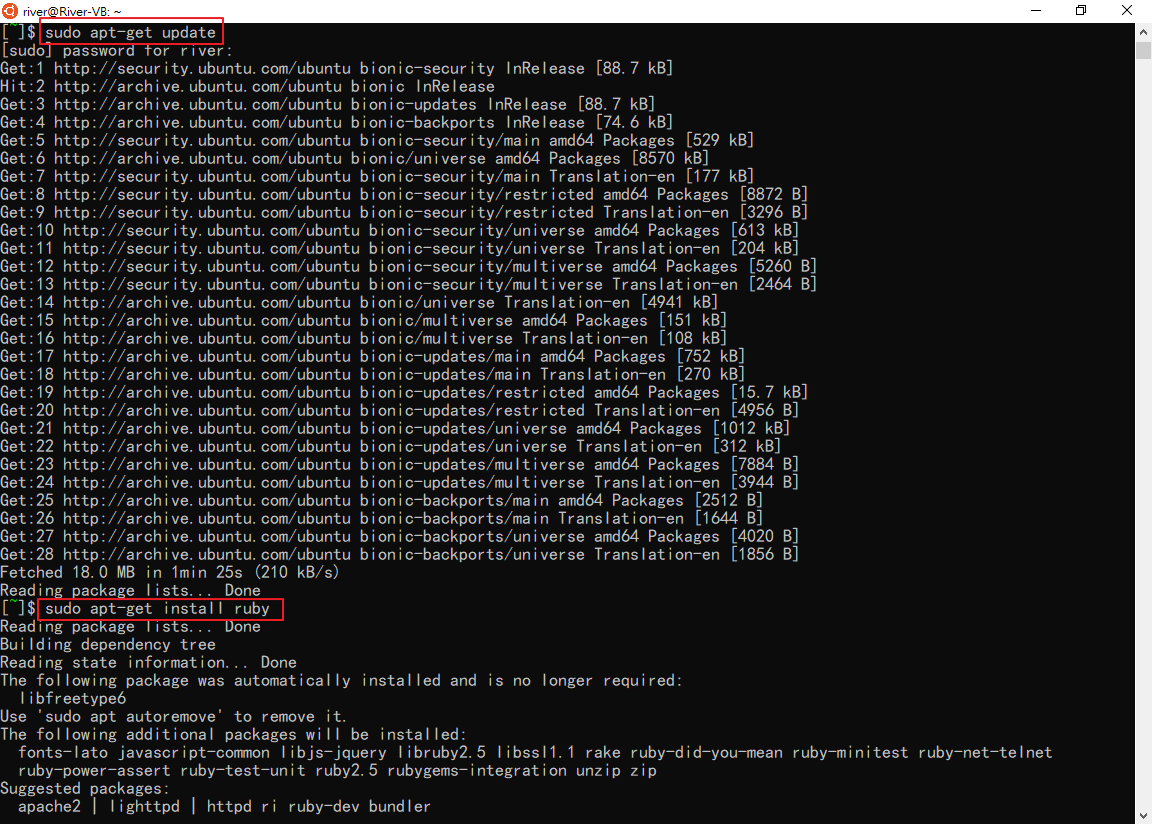 river@River-VB: ~
[~]$ sudo apt-get update
[sudo] password for river:
Get:1 http://security.ubuntu.com/ubuntu bionic-security InRelease [88.7 kB]
Hit:2 http://archive.ubuntu.com/ubuntu bionic InRelease
Get:3 http://archive.ubuntu.com/ubuntu bionic-updates InRelease [88.7 kB]
Get:4 http://archive.ubuntu.com/ubuntu bionic-backports InRelease [74.6 kB]
Get:5 http://security.ubuntu.com/ubuntu bionic-security/main amd64 Packages [529 kB]
Get:6 http://archive.ubuntu.com/ubuntu bionic/universe amd64 Packages [8570 kB]
Get:7 http://security.ubuntu.com/ubuntu bionic-security/main Translation-en [177 kB]
Get:8 http://security.ubuntu.com/ubuntu bionic-security/restricted amd64 Packages [8872 B]
Get:9 http://security.ubuntu.com/ubuntu bionic-security/restricted Translation-en [3296 B]
Get:10 http://security.ubuntu.com/ubuntu bionic-security/universe amd64 Packages [613 kB]
Get:11 http://security.ubuntu.com/ubuntu bionic-security/universe Translation-en [204 kB]
Get:12 http://security.ubuntu.com/ubuntu bionic-security/multiverse amd64 Packages [5260 B]
Get:13 http://security.ubuntu.com/ubuntu bionic-security/multiverse Translation-en [2464 B]
Get:14 http://archive.ubuntu.com/ubuntu bionic/universe Translation-en [4941 kB]
Get:15 http://archive.ubuntu.com/ubuntu bionic/multiverse amd64 Packages [151 kB]
Get:16 http://archive.ubuntu.com/ubuntu bionic/multiverse Translation-en [108 kB]
Get:17 http://archive.ubuntu.com/ubuntu bionic-updates/main amd64 Packages [752 kB]
Get:18 http://archive.ubuntu.com/ubuntu bionic-updates/main Translation-en [270 kB]
Get:19 http://archive.ubuntu.com/ubuntu bionic-updates/restricted amd64 Packages [15.7 kB]
Get:20 http://archive.ubuntu.com/ubuntu bionic-updates/restricted Translation-en [4956 B]
Get:21 http://archive.ubuntu.com/ubuntu bionic-updates/universe amd64 Packages [1012 kB]
Get:22 http://archive.ubuntu.com/ubuntu bionic-updates/universe Translation-en [312 kB]
Get:23 http://archive.ubuntu.com/ubuntu bionic-updates/multiverse amd64 Packages [7884 B]
Get:24 http://archive.ubuntu.com/ubuntu bionic-updates/multiverse Translation-en [3944 B]
Get:25 http://archive.ubuntu.com/ubuntu bionic-backports/main amd64 Packages [2512 B]
Get:26 http://archive.ubuntu.com/ubuntu bionic-backports/main Translation-en [1644 B]
Get:27 http://archive.ubuntu.com/ubuntu bionic-backports/universe amd64 Packages [4020 B]
Get:28 http://archive.ubuntu.com/ubuntu bionic-backports/universe Translation-en [1856 B]
Fetched 18.0 MB in 1min 25s (210 kB/s)
Reading package lists... Done
[~]$ sudo apt-get install ruby
Reading package lists... Done
Building dependency tree
Reading state information... Done
The following package was automatically installed and is no longer required:
  libfreetype6
Use 'sudo apt autoremove' to remove it.
The following additional packages will be installed:
  fonts-lato javascript-common libjs-jquery libruby2.5 libssl1.1 rake ruby-did-you-mean ruby-minitest ruby-net-telnet
  ruby-power-assert ruby-test-unit ruby2.5 rubygems-integration unzip zip
Suggested packages:
  apache2 | lighttpd | httpd ri ruby-dev bundler